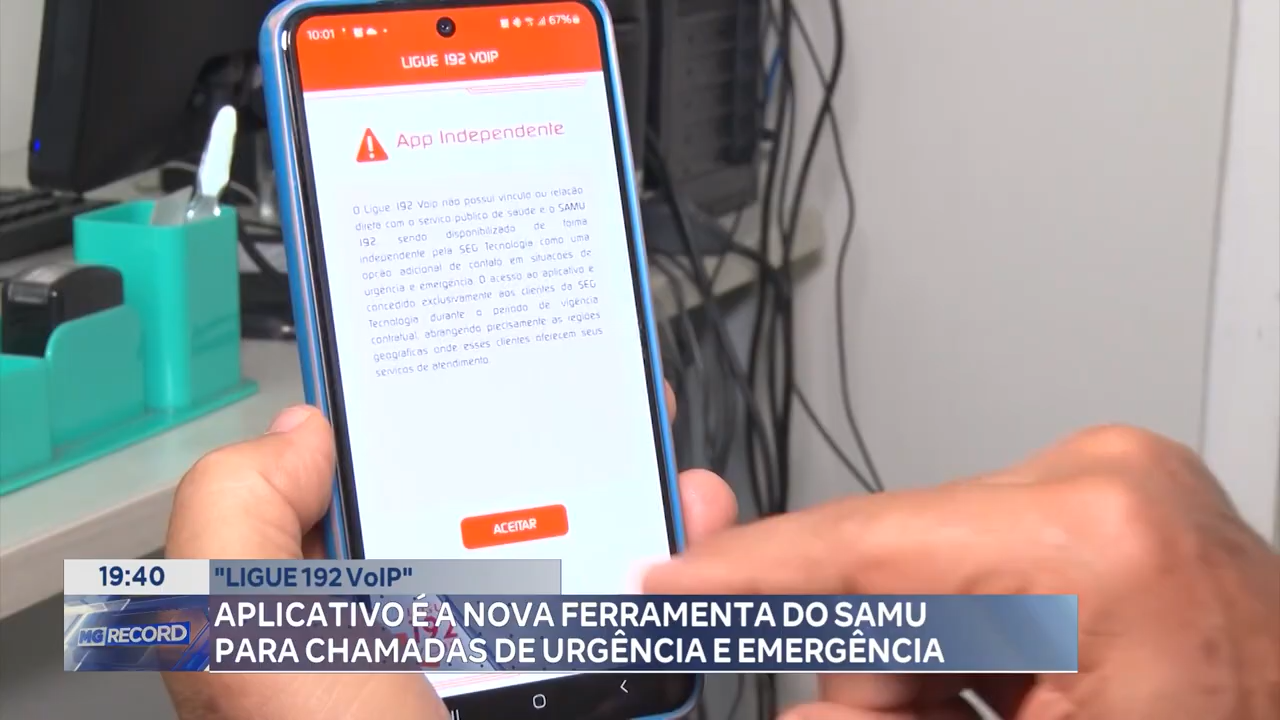 10:01
67%
LIGUE 192 VOIP
App Independente
O Ligue 192 Voip não possui vínculo ou relação
direta com o serviço público de saúde e o SAMU
192, sendo disponibilizado de forma
independente pela SEG Tecnologia como uma
opção adicional de contato em situações de
urgência e emergência. O acesso ao aplicativo é
concedido exclusivamente aos clientes da SEG
Tecnologia durante o período de vigência
contratual, abrangendo precisamente as regiões
geográficas onde esses clientes oferecem seus
serviços de atendimento.
ACEITAR
19:40
"LIGUE 192 VoIP"
MG RECORD
APLICATIVO É A NOVA FERRAMENTA DO SAMU
PARA CHAMADAS DE URGÊNCIA E EMERGÊNCIA